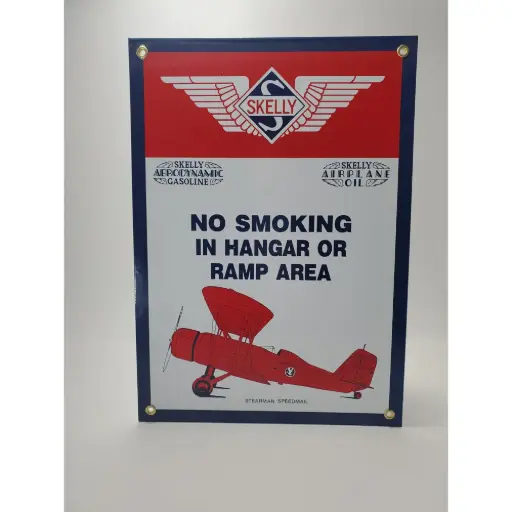 SKELLY
S
SKELLY
AERODYNAMIC
GASOLINE
SKELLY
AIRPLANE
OIL
NO SMOKING
IN HANGAR OR
RAMP AREA
STEARMAN SPEEDMAIL